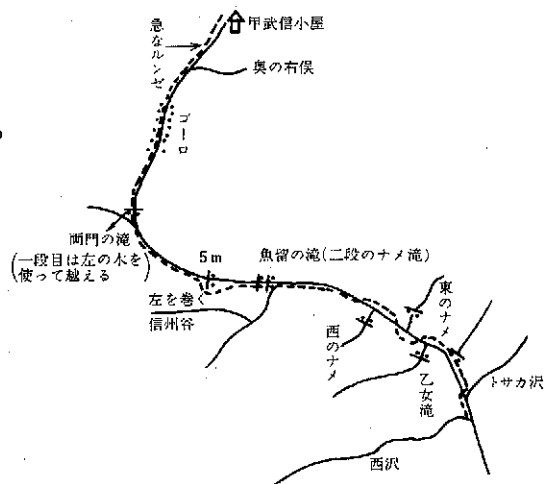 甲武信小屋
急なルンゼ
奥の右俣
ゴーロ
両門の滝
(一段目は左の木を
使って越える)
5m
魚留の滝(二段のナメ滝)
左を巻く
信州谷
東のナメ
西のナメ
乙女滝
トサカ沢
西沢